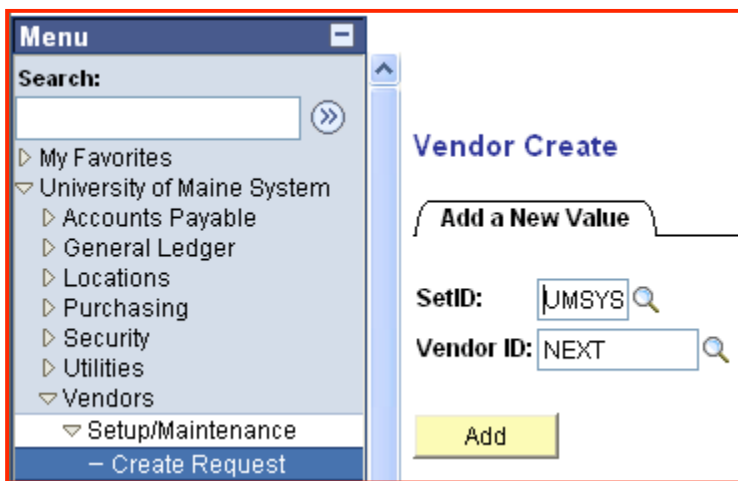 Menu
Search:
My Favorites
University of Maine System
Accounts Payable
General Ledger
Locations
Purchasing
Security
Utilities
Vendors
Setup/Maintenance
– Create Request
Vendor Create
Add a New Value
SetID: UMSYS
Vendor ID: NEXT
Add